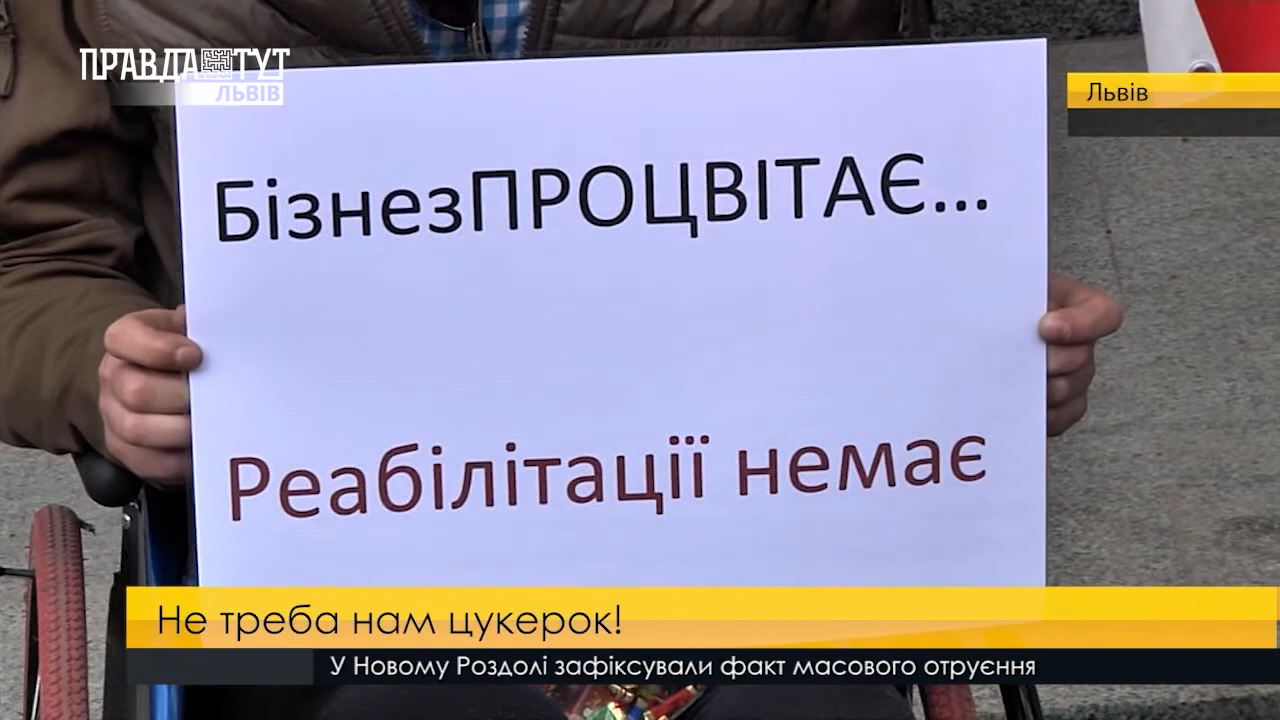 ПРАВДА ТУТ
ЛЬВІВ
Львів
БізнезПРОЦВІТАЄ...
Реабілітації немає
Не треба нам цукерок!
У Новому Роздолі зафіксували факт масового отруєння